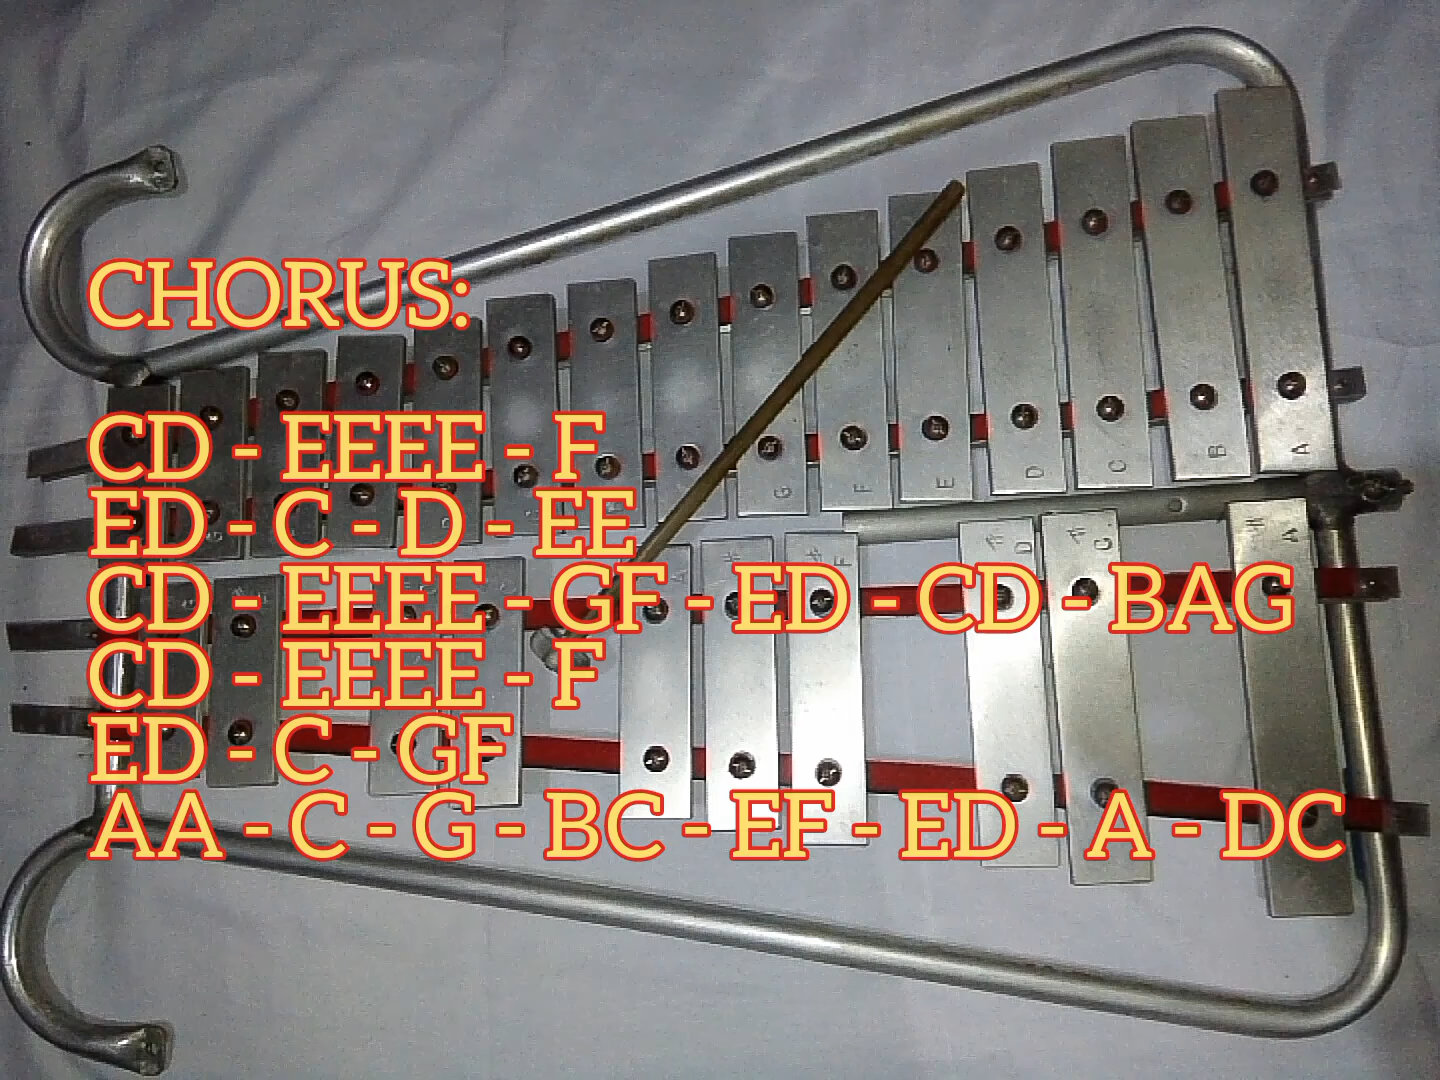 CHORUS:
CD - EEEE - F
ED - C - D - EE
CD - EEEE - GF - ED - CD - BAG
CD - EEEE - F
ED - C - GF
AA - C - G - BC - EF - ED - A - DC
G F E D C B A
A # F # D # C # A